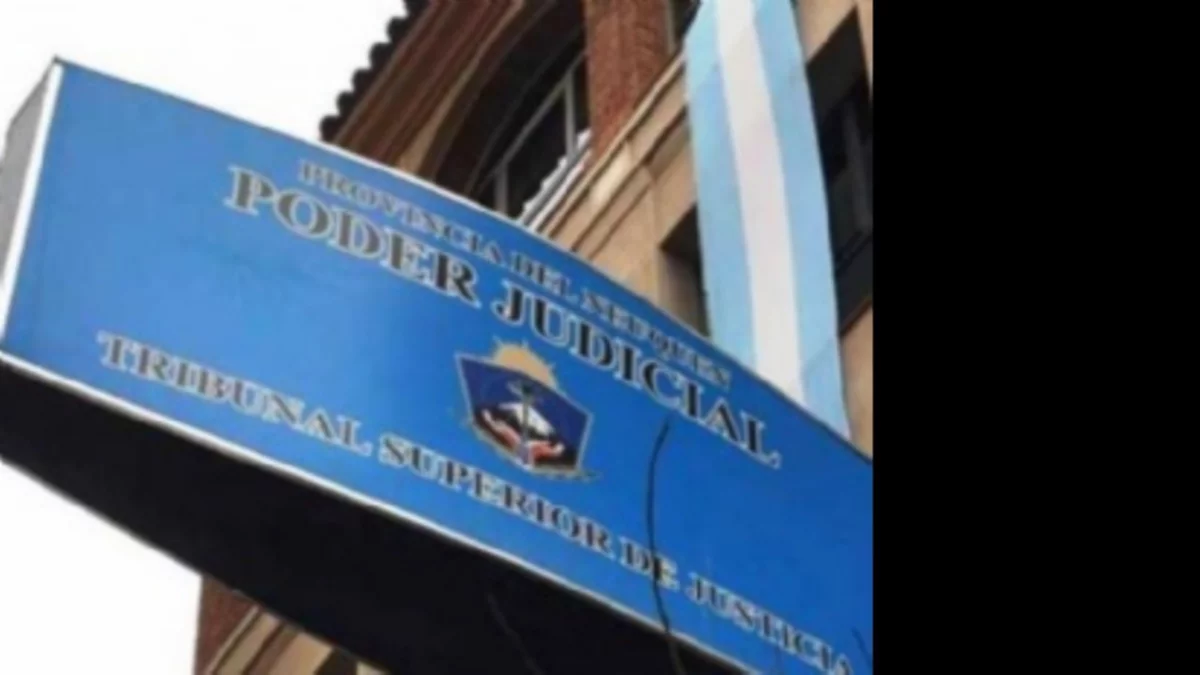 PROVINCIA DEL NEUQUEN
PODER JUDICIAL
TRIBUNAL SUPERIOR DE JUSTICIA